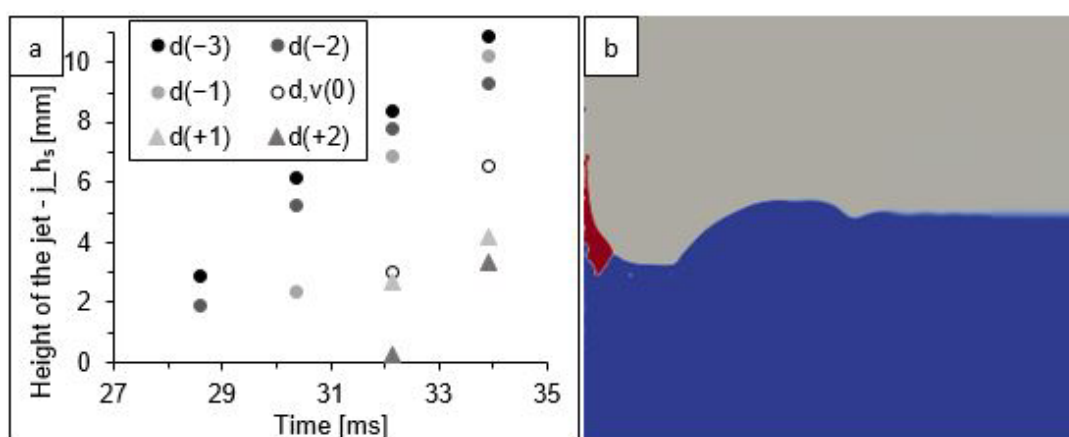 a
b
d(−3)
d(−2)
d(−1)
d,v(0)
d(+1)
d(+2)
Height of the jet - j_hₛ [mm]
10
8
6
4
2
0
27
29
31
33
35
Time [ms]